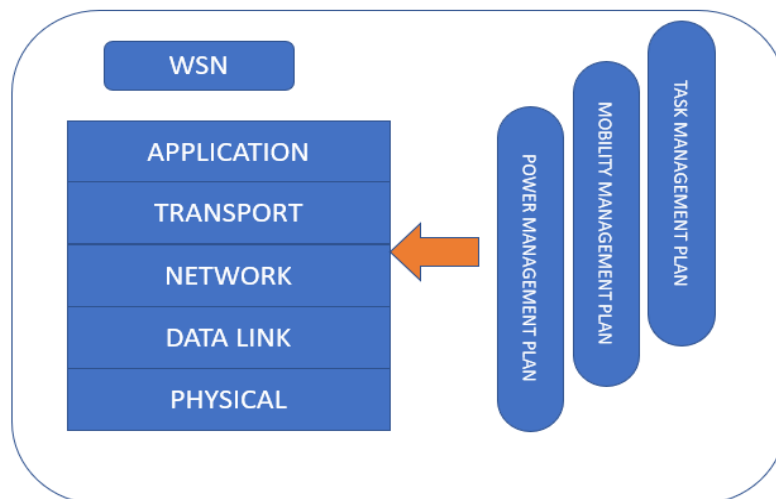 WSN
APPLICATION
TRANSPORT
NETWORK
DATA LINK
PHYSICAL
POWER MANAGEMENT PLAN
MOBILITY MANAGEMENT PLAN
TASK MANAGEMENT PLAN